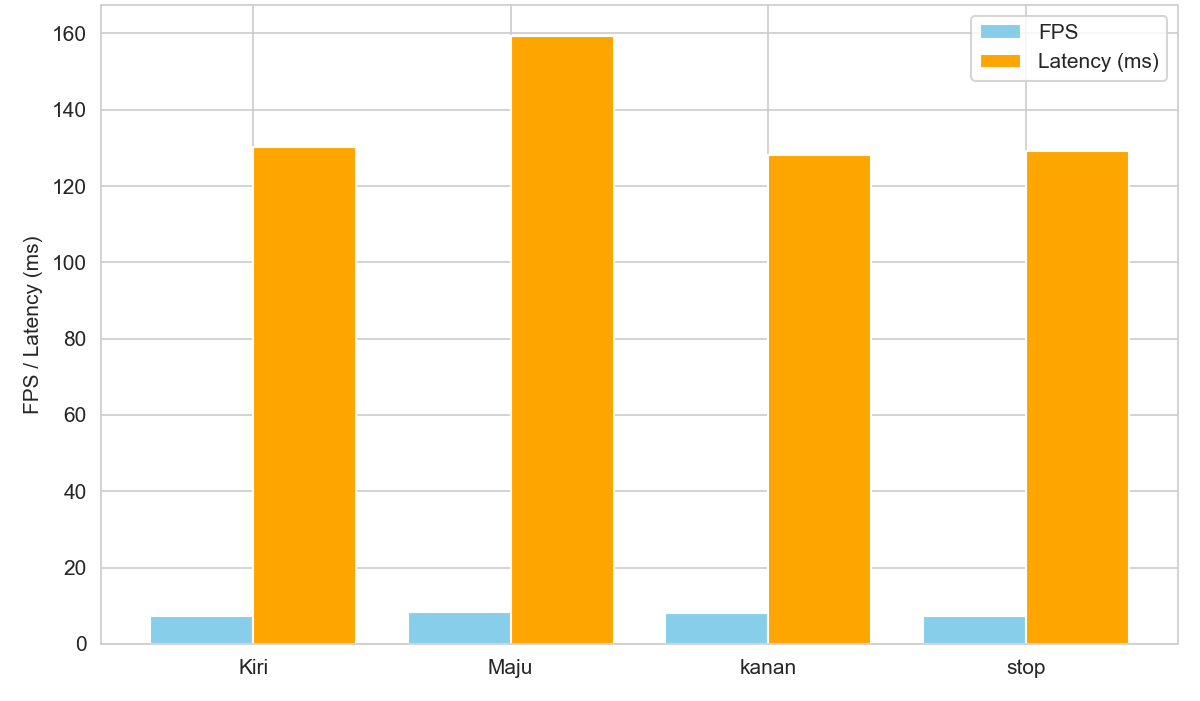 FPS
Latency (ms)
FPS / Latency (ms)
160
140
120
100
80
60
40
20
0
Kiri
Maju
kanan
stop